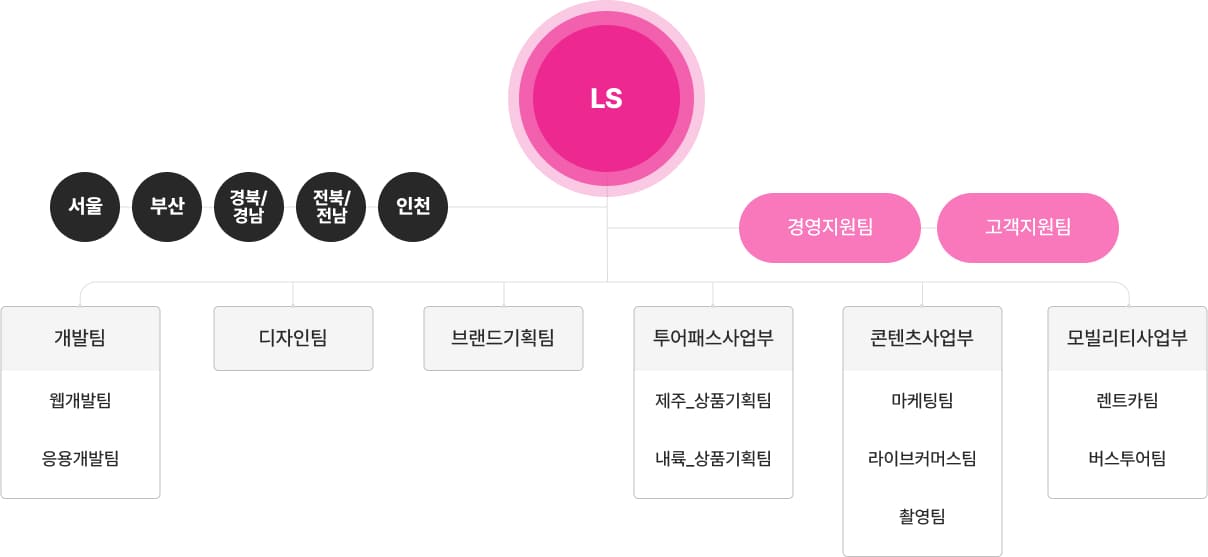 LS
서울
부산
경북/
경남
전북/
전남
인천
경영지원팀
고객지원팀
개발팀
웹개발팀
응용개발팀
디자인팀
브랜드기획팀
투어패스사업부
제주_상품기획팀
내륙_상품기획팀
콘텐츠사업부
마케팅팀
라이브커머스팀
촬영팀
모빌리티사업부
렌트카팀
버스투어팀